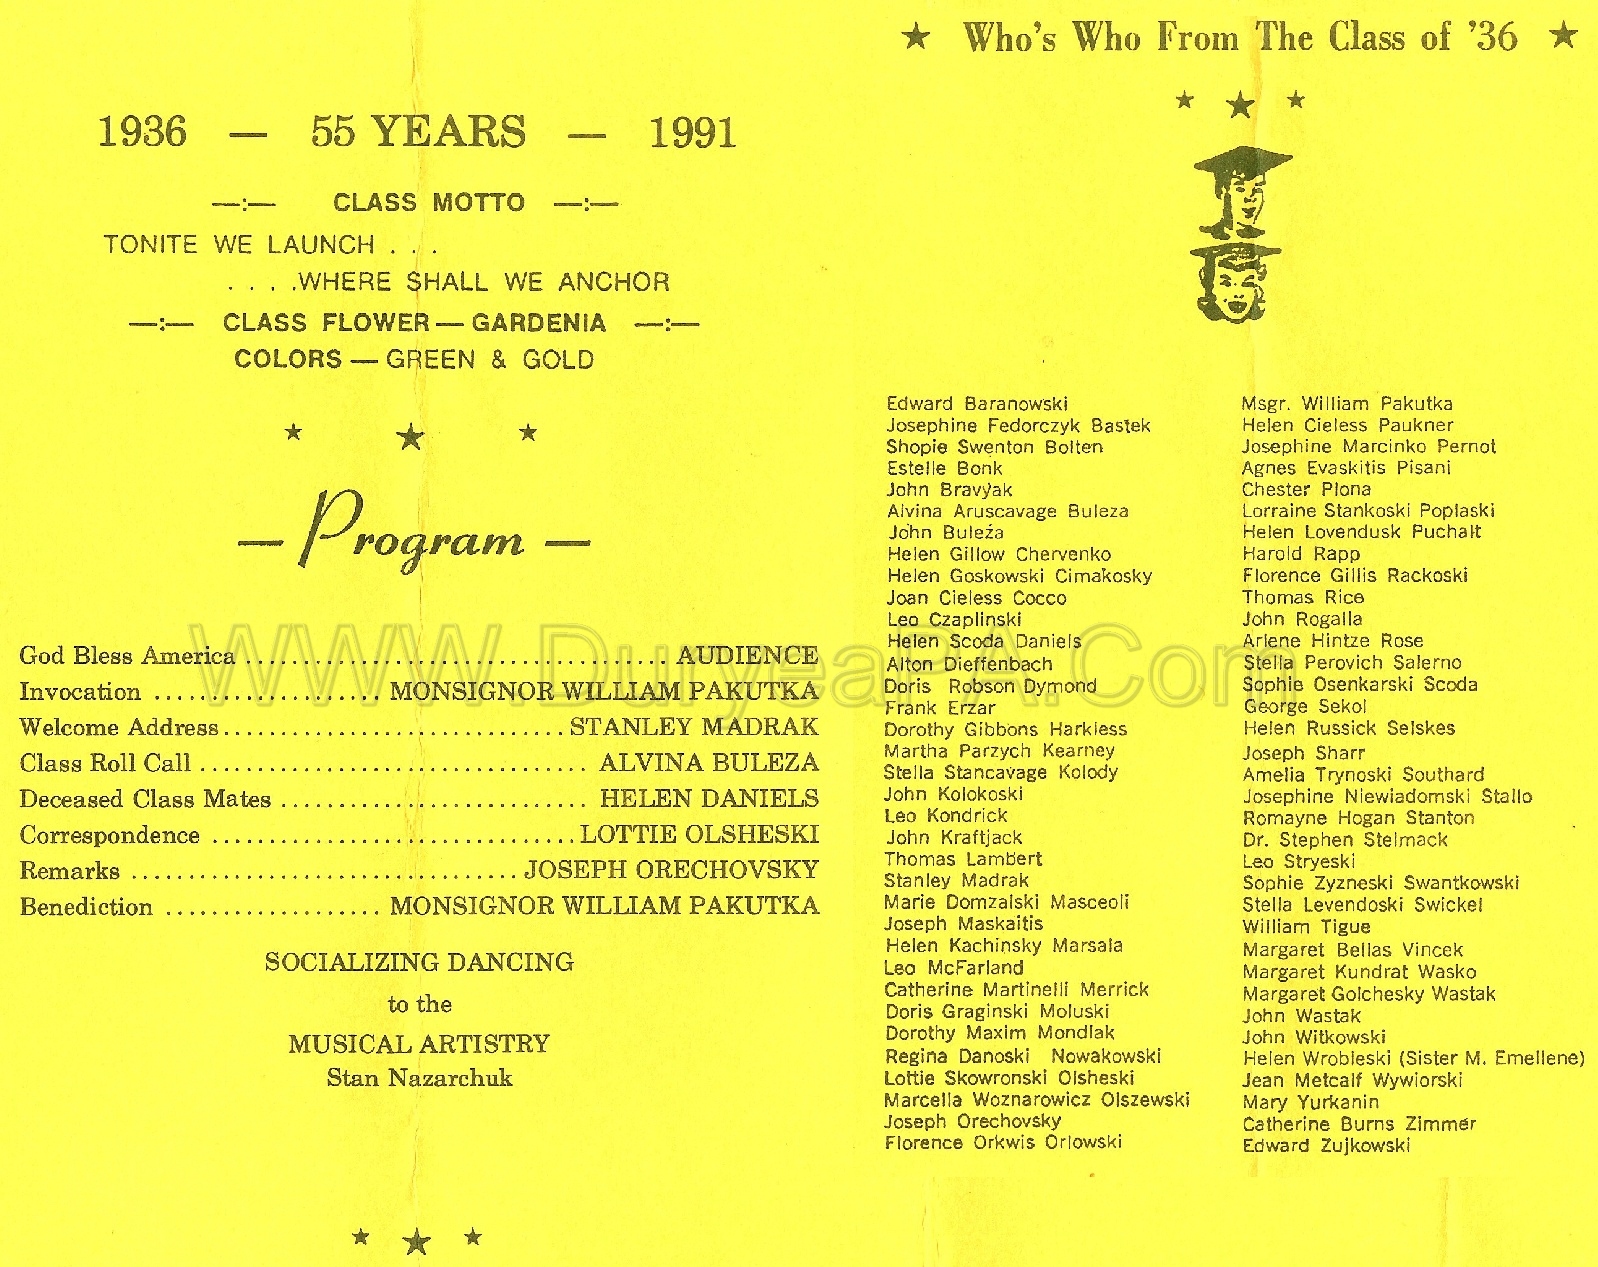 1936 — 55 YEARS — 1991
—:— CLASS MOTTO —:—
TONITE WE LAUNCH . . .
. . . .WHERE SHALL WE ANCHOR
—:— CLASS FLOWER — GARDENIA —:—
COLORS — GREEN & GOLD
— Program —
God Bless America .................................... AUDIENCE
Invocation .................... MONSIGNOR WILLIAM PAKUTKA
Welcome Address.............................. STANLEY MADRAK
Class Roll Call .................................. ALVINA BULEZA
Deceased Class Mates ........................... HELEN DANIELS
Correspondence ................................LOTTIE OLSHESKI
Remarks ..................................JOSEPH ORECHOVSKY
Benediction ................... MONSIGNOR WILLIAM PAKUTKA
SOCIALIZING DANCING
to the
MUSICAL ARTISTRY
Stan Nazarchuk
★ Who's Who From The Class of '36 ★
Edward Baranowski
Josephine Fedorczyk Bastek
Shopie Swenton Bolten
Estelle Bonk
John Bravyak
Alvina Aruscavage Buleza
John Buleza
Helen Gillow Chervenko
Helen Goskowski Cimakosky
Joan Cieless Cocco
Leo Czaplinski
Helen Scoda Daniels
Alton Dieffenbach
Doris Robson Dymond
Frank Erzar
Dorothy Gibbons Harkless
Martha Parzych Kearney
Stella Stancavage Kolody
John Kolokoski
Leo Kondrick
John Kraftjack
Thomas Lambert
Stanley Madrak
Marie Domzalski Masceoli
Joseph Maskaitis
Helen Kachinsky Marsala
Leo McFarland
Catherine Martinelli Merrick
Doris Graginski Moluski
Dorothy Maxim Mondlak
Regina Danoski Nowakowski
Lottie Skowronski Olsheski
Marcella Woznarowicz Olszewski
Joseph Orechovsky
Florence Orkwis Orlowski
Msgr. William Pakutka
Helen Cieless Paukner
Josephine Marcinko Pernot
Agnes Evaskitis Pisani
Chester Plona
Lorraine Stankoski Poplaski
Helen Lovendusk Puchalt
Harold Rapp
Florence Gillis Rackoski
Thomas Rice
John Rogalla
Arlene Hintze Rose
Stella Perovich Salerno
Sophie Osenkarski Scoda
George Sekol
Helen Russick Selskes
Joseph Sharr
Amelia Trynoski Southard
Josephine Niewiadomski Stallo
Romayne Hogan Stanton
Dr. Stephen Stelmack
Leo Stryeski
Sophie Zyzneski Swantkowski
Stella Levendoski Swickel
William Tigue
Margaret Bellas Vincek
Margaret Kundrat Wasko
Margaret Golchesky Wastak
John Wastak
John Witkowski
Helen Wrobleski (Sister M. Emellene)
Jean Metcalf Wywiorski
Mary Yurkanin
Catherine Burns Zimmer
Edward Zujkowski
WWW.DuryeaPA.Com